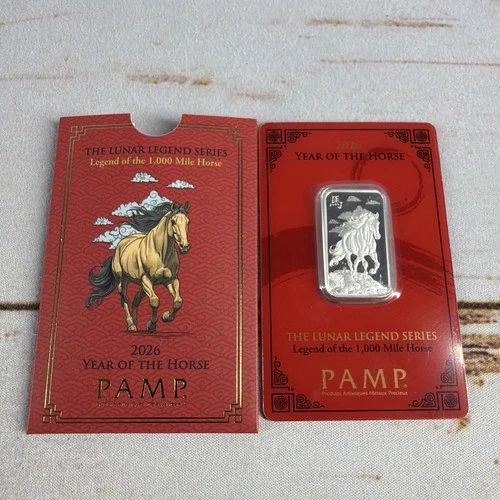 THE LUNAR LEGEND SERIES
Legend of the 1,000 Mile Horse
2026
YEAR OF THE HORSE
PAMP.
2026
YEAR OF THE HORSE
馬
THE LUNAR LEGEND SERIES
Legend of the 1,000 Mile Horse
PAMP.
Produits Artistiques Métaux Précieux